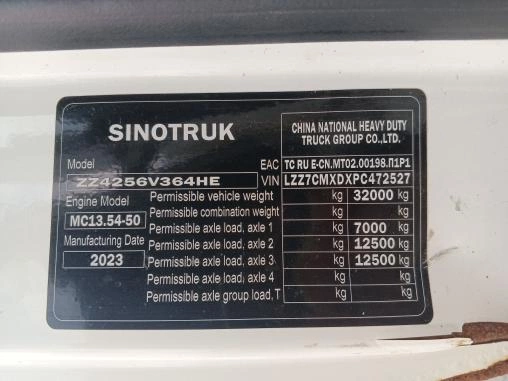 SINOTRUK
CHINA NATIONAL HEAVY DUTY
TRUCK GROUP CO.,LTD.
Model
EAC TC RU E-CN.MT02.00198.П1P1
ZZ4256V364HE VIN LZZ7CMXDXPC472527
Engine Model
MC13.54-50
Manufacturing Date
2023
Permissible vehicle weight kg 32000 kg
Permissible combination weight kg kg
Permissible axle load, axle 1 kg 7000 kg
Permissible axle load, axle 2 kg 12500 kg
Permissible axle load, axle 3 kg 12500 kg
Permissible axle load, axle 4 kg kg
Permissible axle group load, T kg kg